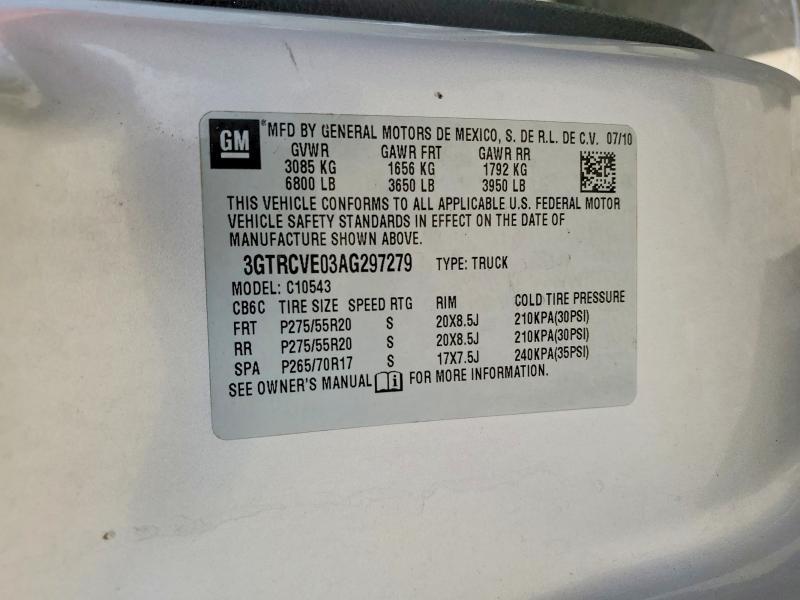 GM
® MFD BY GENERAL MOTORS DE MEXICO, S. DE R.L. DE C.V. 07/10
GVWR GAWR FRT GAWR RR
3085 KG 1656 KG 1792 KG
6800 LB 3650 LB 3950 LB
THIS VEHICLE CONFORMS TO ALL APPLICABLE U.S. FEDERAL MOTOR
VEHICLE SAFETY STANDARDS IN EFFECT ON THE DATE OF
MANUFACTURE SHOWN ABOVE.
3GTRCVE03AG297279 TYPE: TRUCK
MODEL: C10543
CB6C TIRE SIZE SPEED RTG RIM COLD TIRE PRESSURE
FRT P275/55R20 S 20X8.5J 210KPA(30PSI)
RR P275/55R20 S 20X8.5J 210KPA(30PSI)
SPA P265/70R17 S 17X7.5J 240KPA(35PSI)
SEE OWNER'S MANUAL i FOR MORE INFORMATION.